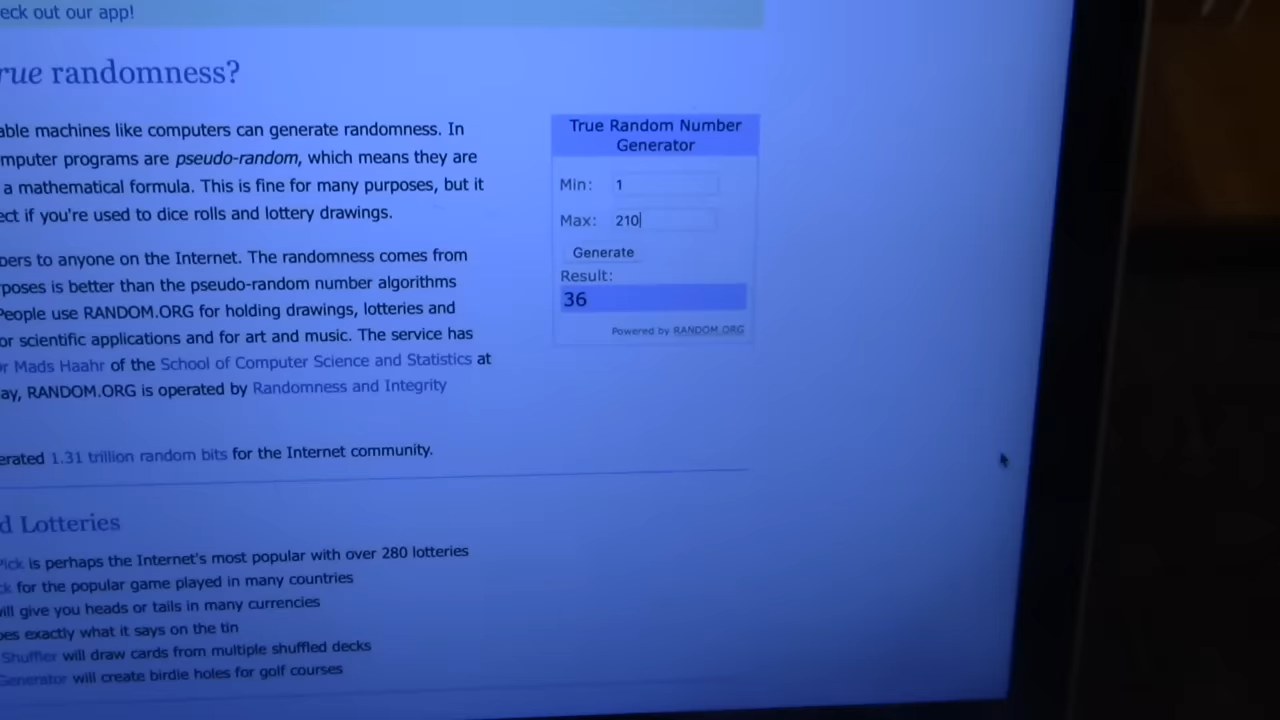 eck out our app!
rue randomness?
able machines like computers can generate randomness. In
mputer programs are pseudo-random, which means they are
a mathematical formula. This is fine for many purposes, but it
ect if you're used to dice rolls and lottery drawings.
bers to anyone on the Internet. The randomness comes from
rposes is better than the pseudo-random number algorithms
People use RANDOM.ORG for holding drawings, lotteries and
or scientific applications and for art and music. The service has
r Mads Haahr of the School of Computer Science and Statistics at
ay, RANDOM.ORG is operated by Randomness and Integrity
erated 1.31 trillion random bits for the Internet community.
True Random Number
Generator
Min: 1
Max: 210
Generate
Result:
36
Powered by RANDOM.ORG
d Lotteries
Pick is perhaps the Internet's most popular with over 280 lotteries
ck for the popular game played in many countries
will give you heads or tails in many currencies
oes exactly what it says on the tin
Shuffler will draw cards from multiple shuffled decks
Generator will create birdie holes for golf courses